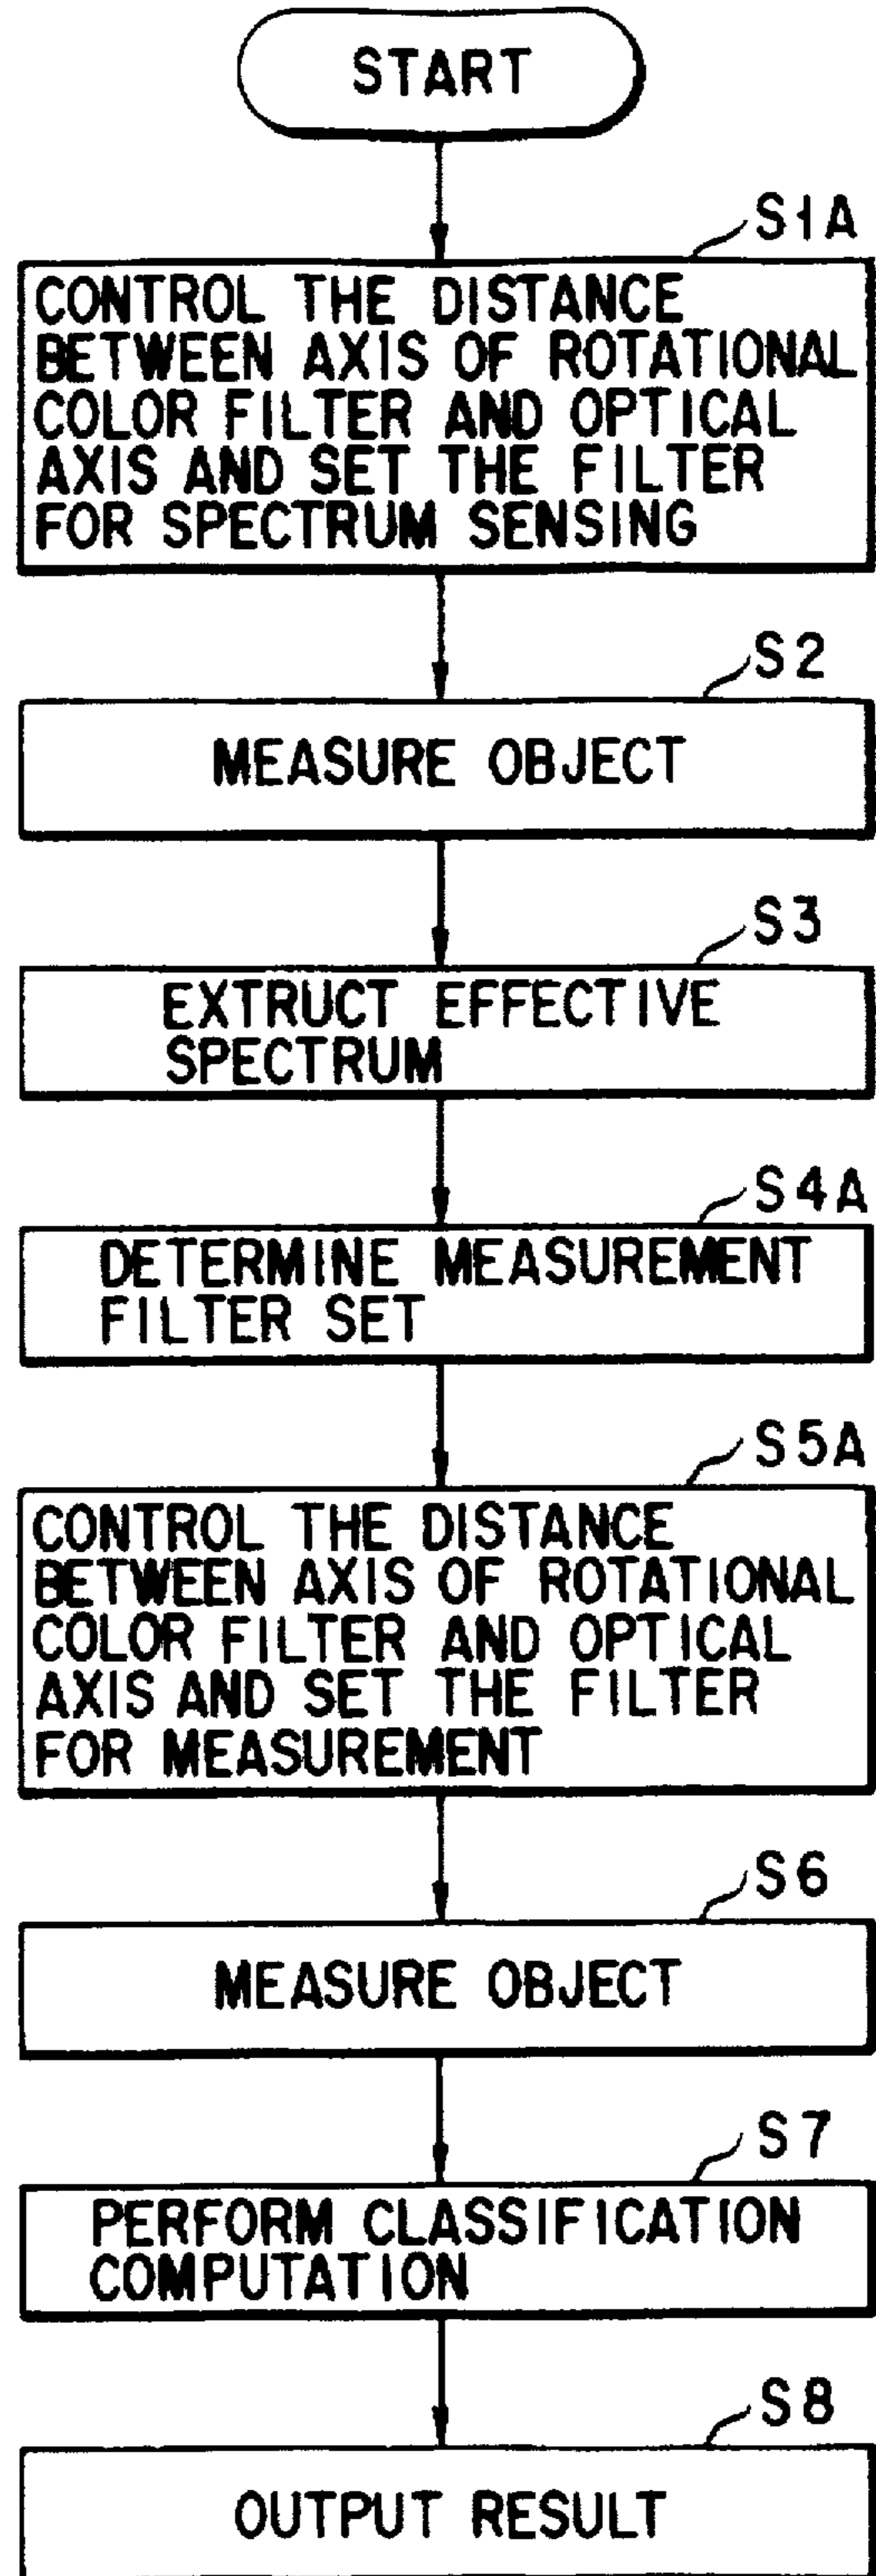 START
S1A
CONTROL THE DISTANCE
BETWEEN AXIS OF ROTATIONAL
COLOR FILTER AND OPTICAL
AXIS AND SET THE FILTER
FOR SPECTRUM SENSING
S2
MEASURE OBJECT
S3
EXTRUCT EFFECTIVE
SPECTRUM
S4A
DETERMINE MEASUREMENT
FILTER SET
S5A
CONTROL THE DISTANCE
BETWEEN AXIS OF ROTATIONAL
COLOR FILTER AND OPTICAL
AXIS AND SET THE FILTER
FOR MEASUREMENT
S6
MEASURE OBJECT
S7
PERFORM CLASSIFICATION
COMPUTATION
S8
OUTPUT RESULT